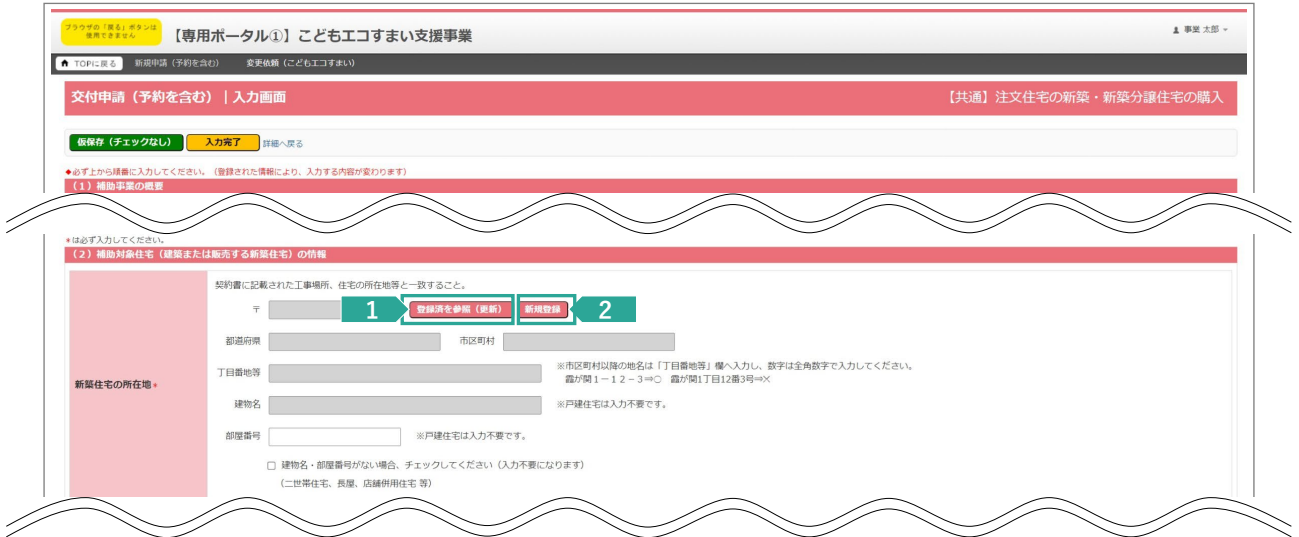 ブラウザの「戻る」ボタンは
使用できません
【専用ポータル①】こどもエコすまい支援事業
事業 太郎
TOPに戻る 新規申請（予約を含む） 変更依頼（こどもエコすまい）
交付申請（予約を含む）｜入力画面 【共通】注文住宅の新築・新築分譲住宅の購入
仮保存（チェックなし） 入力完了 詳細へ戻る
◆必ず上から順番に入力してください。（登録された情報により、入力する内容が変わります）
（１）補助事業の概要
*は必ず入力してください。
（２）補助対象住宅（建築または販売する新築住宅）の情報
契約書に記載された工事場所、住宅の所在地等と一致すること。
〒 1 登録済を参照（更新） 新規登録 2
都道府県 市区町村
丁目番地等 ※市区町村以降の地名は「丁目番地等」欄へ入力し、数字は全角数字で入力してください。
霞が関１－１２－３⇒○ 霞が関1丁目12番3号⇒×
新築住宅の所在地*
建物名 ※戸建住宅は入力不要です。
部屋番号 ※戸建住宅は入力不要です。
建物名・部屋番号がない場合、チェックしてください（入力不要になります）
（二世帯住宅、長屋、店舗併用住宅 等）